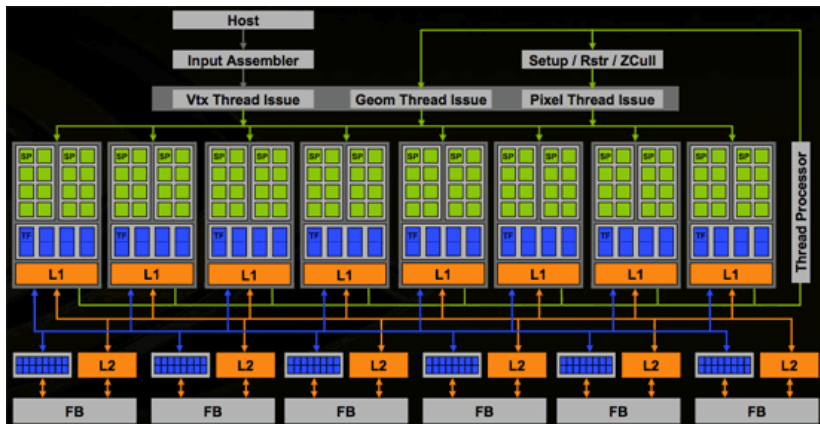 Host
Input Assembler
Setup / Rstr / ZCull
Vtx Thread Issue
Geom Thread Issue
Pixel Thread Issue
SP SP SP SP SP SP SP SP SP SP SP SP SP SP SP SP
TF TF TF TF TF TF TF TF
L1 L1 L1 L1 L1 L1 L1 L1
Thread Processor
L2 L2 L2 L2 L2 L2
FB FB FB FB FB FB